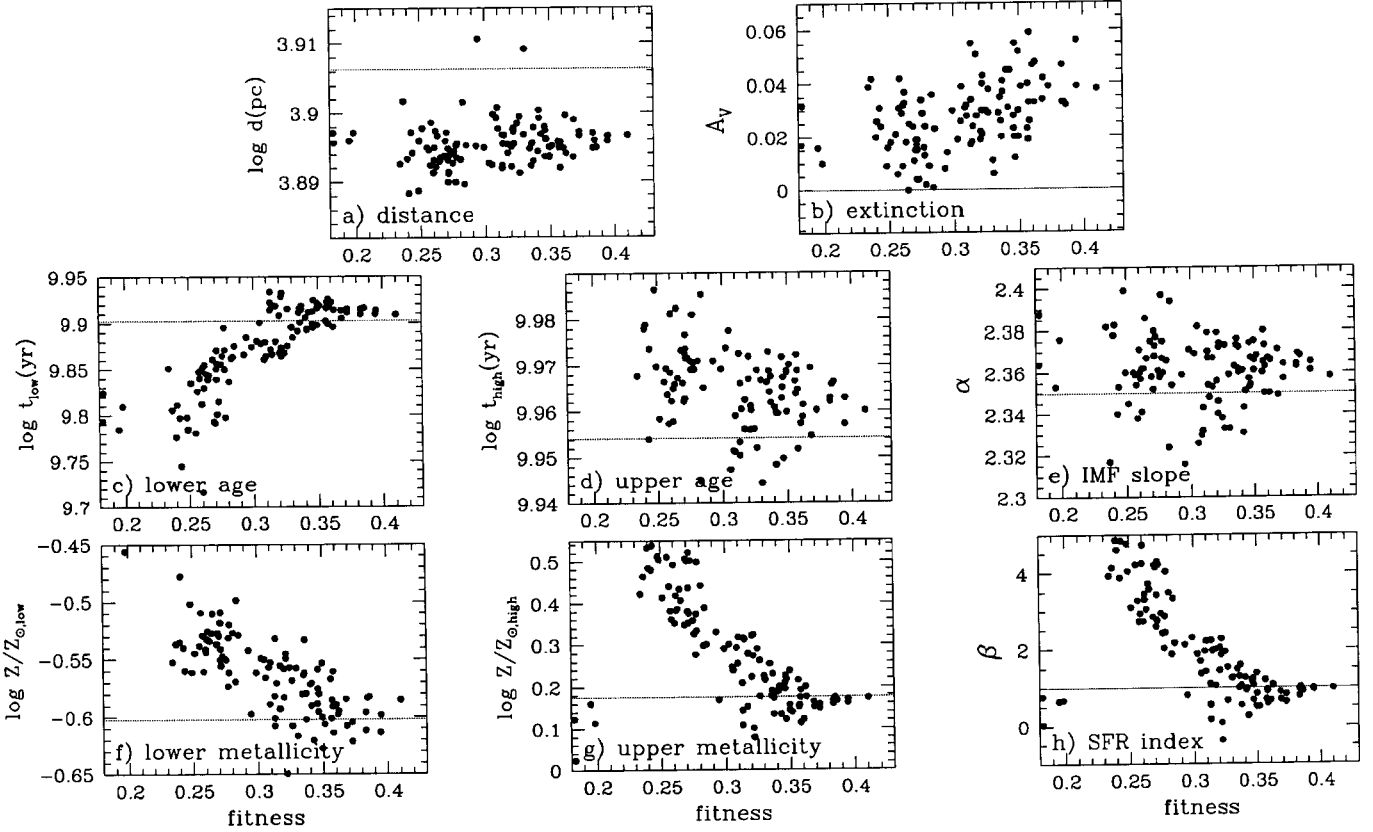 log d(pc)
3.91
3.9
3.89
a) distance
0.2 0.25 0.3 0.35 0.4
A_V
0.06
0.04
0.02
0
b) extinction
0.2 0.25 0.3 0.35 0.4
log t_low(yr)
9.95
9.9
9.85
9.8
9.75
9.7
c) lower age
0.2 0.25 0.3 0.35 0.4
log t_high(yr)
9.98
9.97
9.96
9.95
9.94
d) upper age
0.2 0.25 0.3 0.35 0.4
α
2.4
2.38
2.36
2.34
2.32
2.3
e) IMF slope
0.2 0.25 0.3 0.35 0.4
log Z/Z_⊙,low
−0.45
−0.5
−0.55
−0.6
−0.65
f) lower metallicity
0.2 0.25 0.3 0.35 0.4
fitness
log Z/Z_⊙,high
0.5
0.4
0.3
0.2
0.1
0
g) upper metallicity
0.2 0.25 0.3 0.35 0.4
fitness
β
4
2
0
h) SFR index
0.2 0.25 0.3 0.35 0.4
fitness